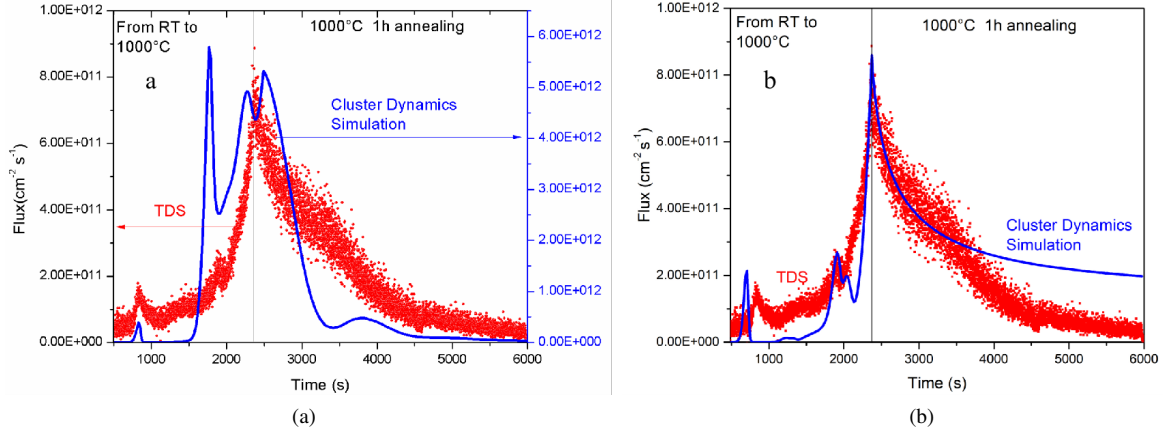 From RT to
1000°C
1000°C 1h annealing
a
Cluster Dynamics
Simulation
TDS
Flux(cm⁻² s⁻¹)
1.00E+012
8.00E+011
6.00E+011
4.00E+011
2.00E+011
0.00E+000
6.00E+012
5.00E+012
4.00E+012
3.00E+012
2.00E+012
1.00E+012
0.00E+000
1000 2000 3000 4000 5000 6000
Time (s)
(a)
From RT to
1000°C
1000°C 1h annealing
b
Cluster Dynamics
Simulation
TDS
Flux (cm⁻² s⁻¹)
1.00E+012
8.00E+011
6.00E+011
4.00E+011
2.00E+011
0.00E+000
1000 2000 3000 4000 5000 6000
Time (s)
(b)